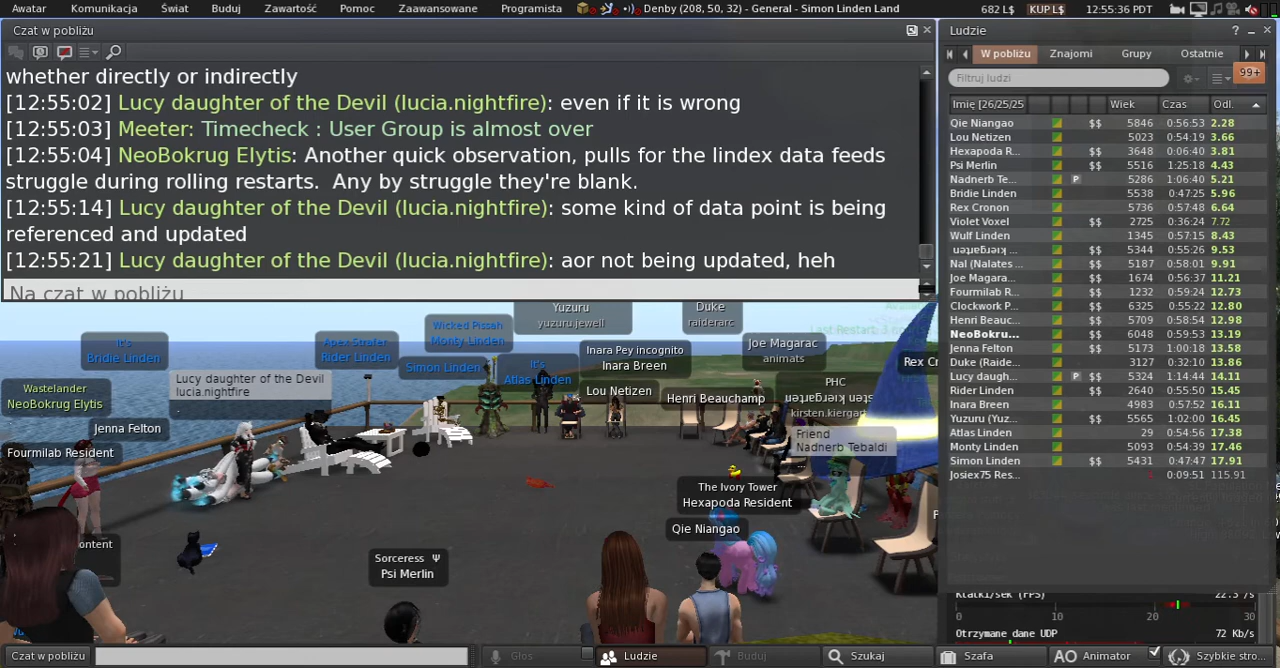 Awatar Komunikacja Świat Buduj Zawartość Pomoc Zaawansowane Programista Denby (208, 50, 32) - General - Simon Linden Land 682 L$ KUP L$ 12:55:36 PDT
Czat w pobliżu
whether directly or indirectly
[12:55:02] Lucy daughter of the Devil (lucia.nightfire): even if it is wrong
[12:55:03] Meeter: Timecheck : User Group is almost over
[12:55:04] NeoBokrug Elytis: Another quick observation, pulls for the lindex data feeds
struggle during rolling restarts.  Any by struggle they're blank.
[12:55:14] Lucy daughter of the Devil (lucia.nightfire): some kind of data point is being
referenced and updated
[12:55:21] Lucy daughter of the Devil (lucia.nightfire): aor not being updated, heh
Na czat w pobliżu
Ludzie
W pobliżu Znajomi Grupy Ostatnie
Filtruj ludzi
99+
Imię [26/25/25 Wiek Czas Odl.
Qie Niangao $$ 5846 0:56:53 2.28
Lou Netizen 5023 0:54:19 3.66
Hexapoda R... $$ 3648 0:06:40 3.81
Psi Merlin $$ 5516 1:25:18 4.43
Nadnerb Te... P 5286 1:06:40 5.21
Bridie Linden 5538 0:47:25 5.96
Rex Cronon 5736 0:57:48 6.64
Violet Voxel $$ 2725 0:36:24 7.72
Wulf Linden 1345 0:57:15 8.43
$$ 5344 0:55:26 9.53
Nal (Nalates ... $$ 5187 0:58:01 9.91
Joe Magara... $$ 1674 0:56:37 11.21
Fourmilab R... $$ 1232 0:59:24 12.73
Clockwork P... $$ 6325 0:55:22 12.80
Henri Beauc... $$ 5709 0:58:54 12.98
NeoBokru... $$ 6048 0:59:53 13.19
Jenna Felton $$ 5173 1:00:18 13.58
Duke (Raide... 3127 0:32:10 13.86
Lucy daugh... P $$ 5324 1:14:44 14.11
Rider Linden $$ 2640 0:55:50 15.45
Inara Breen 4983 0:57:52 16.11
Yuzuru (Yuz... $$ 5565 1:02:00 16.45
Atlas Linden 29 0:54:56 17.38
Monty Linden 5093 0:54:39 17.46
Simon Linden $$ 5431 0:47:47 17.91
Josiex75 Res... 3 0:09:51 115.91
Yuzuru
yuzuru.jewell
Duke
raiderarc
It's
Bridie Linden
Apex Strafer
Rider Linden
Wicked Pissah
Monty Linden
Simon Linden
It's
Atlas Linden
Inara Pey incognito
Inara Breen
Joe Magarac
animats
Rex Cr
Wastelander
NeoBokrug Elytis
Lucy daughter of the Devil
lucia.nightfire
Lou Netizen
Henri Beauchamp
PHC
kirsten.kiergart
Jenna Felton
Fourmilab Resident
Friend
Nadnerb Tebaldi
The Ivory Tower
Hexapoda Resident
Qie Niangao
Sorceress Ψ
Psi Merlin
Klatki/sek (FPS) 22.3 /s
0 10 20 30
Otrzymane dane UDP 72 Kb/s
Czat w pobliżu Głos Ludzie Buduj Szukaj Szafa AO Animator Szybkie stro...